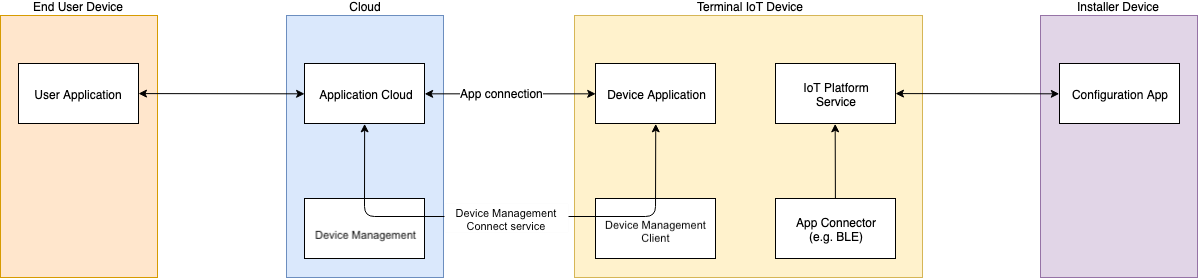 End User Device
Cloud
Terminal IoT Device
Installer Device
User Application
Application Cloud
App connection
Device Application
IoT Platform
Service
Configuration App
Device Management
Device Management
Connect service
Device Management
Client
App Connector
(e.g. BLE)